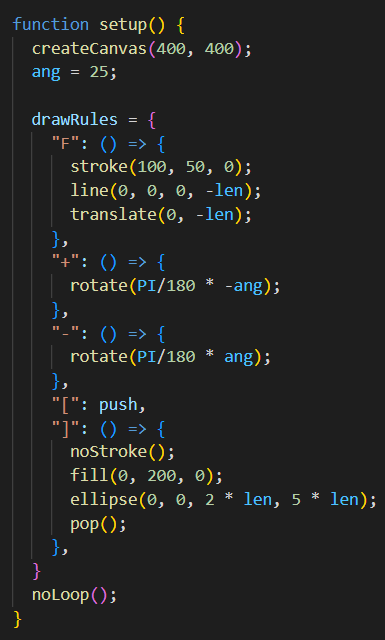 function setup() {
  createCanvas(400, 400);
  ang = 25;

  drawRules = {
    "F": () => {
      stroke(100, 50, 0);
      line(0, 0, 0, -len);
      translate(0, -len);
    },
    "+": () => {
      rotate(PI/180 * -ang);
    },
    "-": () => {
      rotate(PI/180 * ang);
    },
    "[": push,
    "]": () => {
      noStroke();
      fill(0, 200, 0);
      ellipse(0, 0, 2 * len, 5 * len);
      pop();
    },
  }
  noLoop();
}